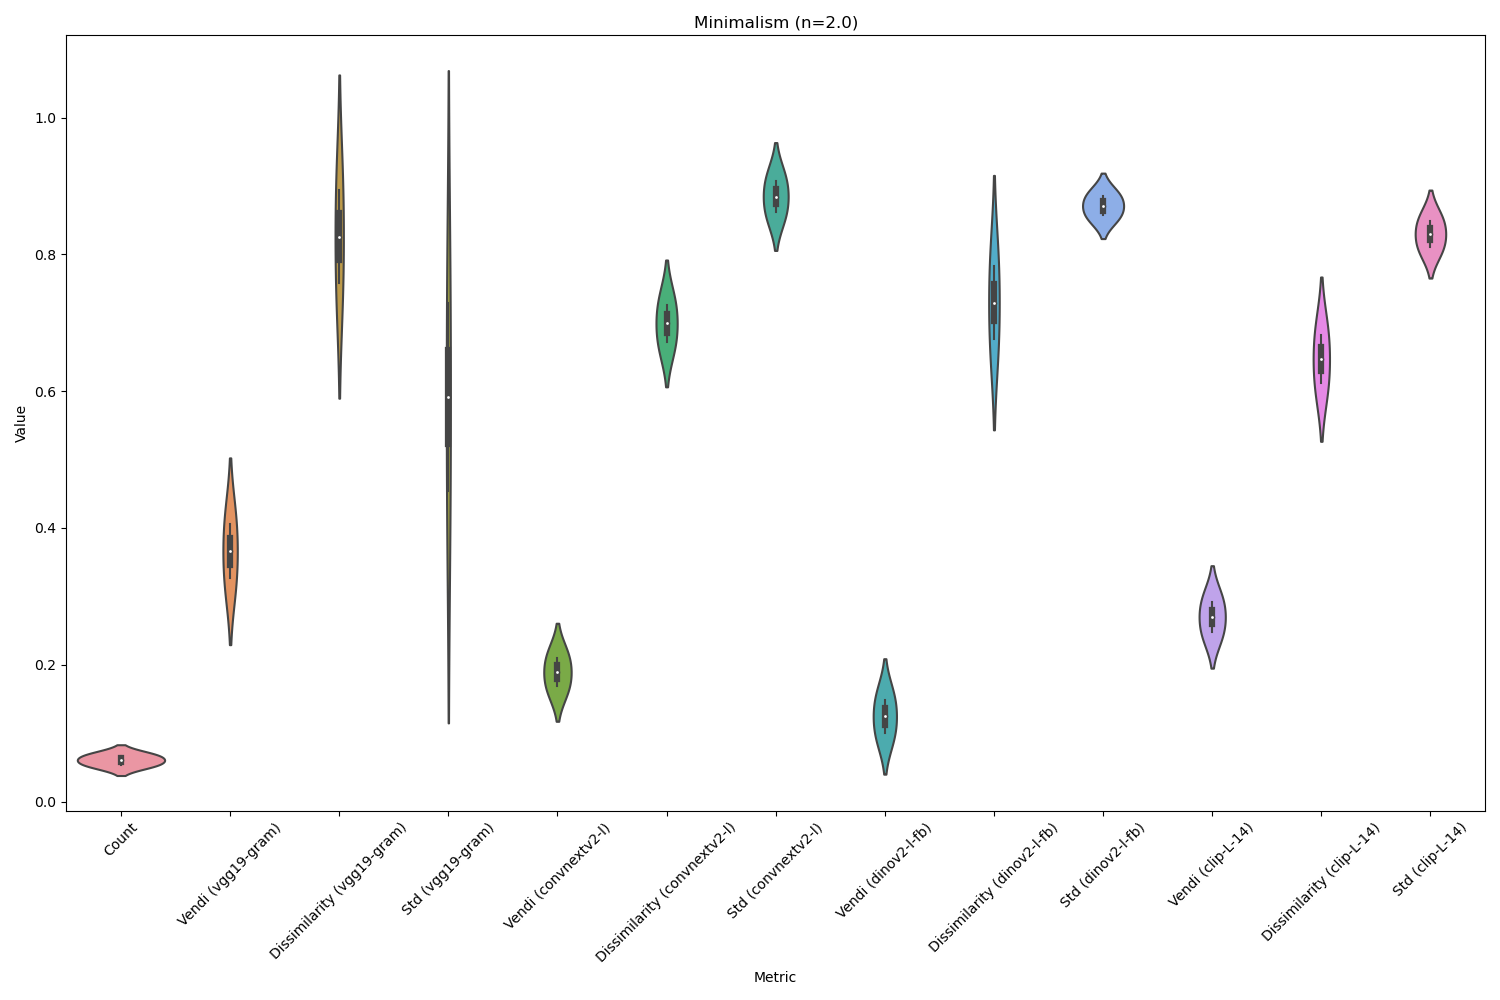 Minimalism (n=2.0)
Value
1.0
0.8
0.6
0.4
0.2
0.0
Count
Vendi (vgg19-gram)
Dissimilarity (vgg19-gram)
Std (vgg19-gram)
Vendi (convnextv2-l)
Dissimilarity (convnextv2-l)
Std (convnextv2-l)
Vendi (dinov2-l-fb)
Dissimilarity (dinov2-l-fb)
Std (dinov2-l-fb)
Vendi (clip-L-14)
Dissimilarity (clip-L-14)
Std (clip-L-14)
Metric